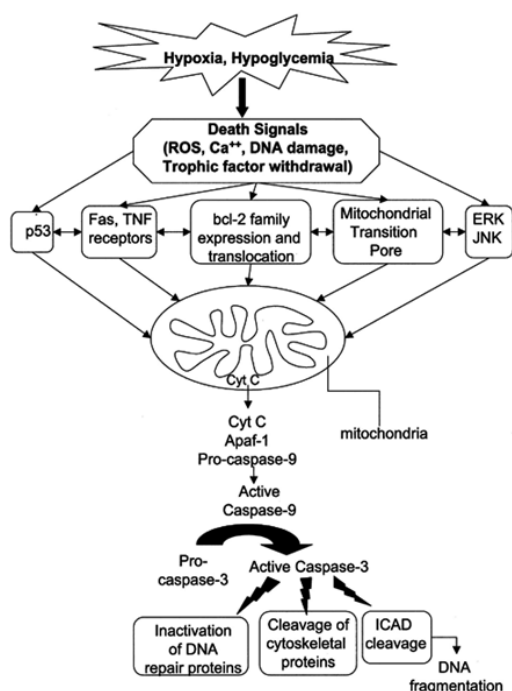 Hypoxia, Hypoglycemia
Death Signals
(ROS, Ca++, DNA damage,
Trophic factor withdrawal)
p53
Fas, TNF
receptors
bcl-2 family
expression and
translocation
Mitochondrial
Transition
Pore
ERK
JNK
Cyt C
mitochondria
Cyt C
Apaf-1
Pro-caspase-9
Active
Caspase-9
Pro-
caspase-3
Active Caspase-3
Inactivation
of DNA
repair proteins
Cleavage of
cytoskeletal
proteins
ICAD
cleavage
DNA
fragmentation